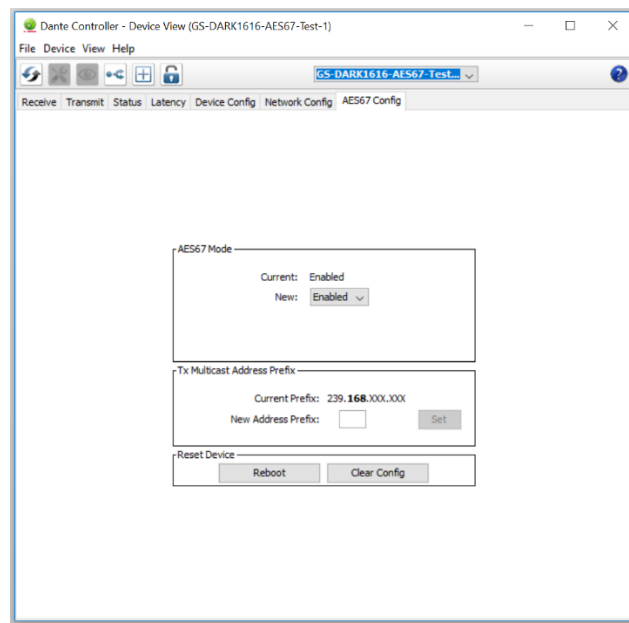 Dante Controller - Device View (GS-DARK1616-AES67-Test-1)
File Device View Help
GS-DARK1616-AES67-Test...
Receive Transmit Status Latency Device Config Network Config AES67 Config
AES67 Mode
Current: Enabled
New: Enabled
Tx Multicast Address Prefix
Current Prefix: 239.168.XXX.XXX
New Address Prefix: Set
Reset Device
Reboot Clear Config